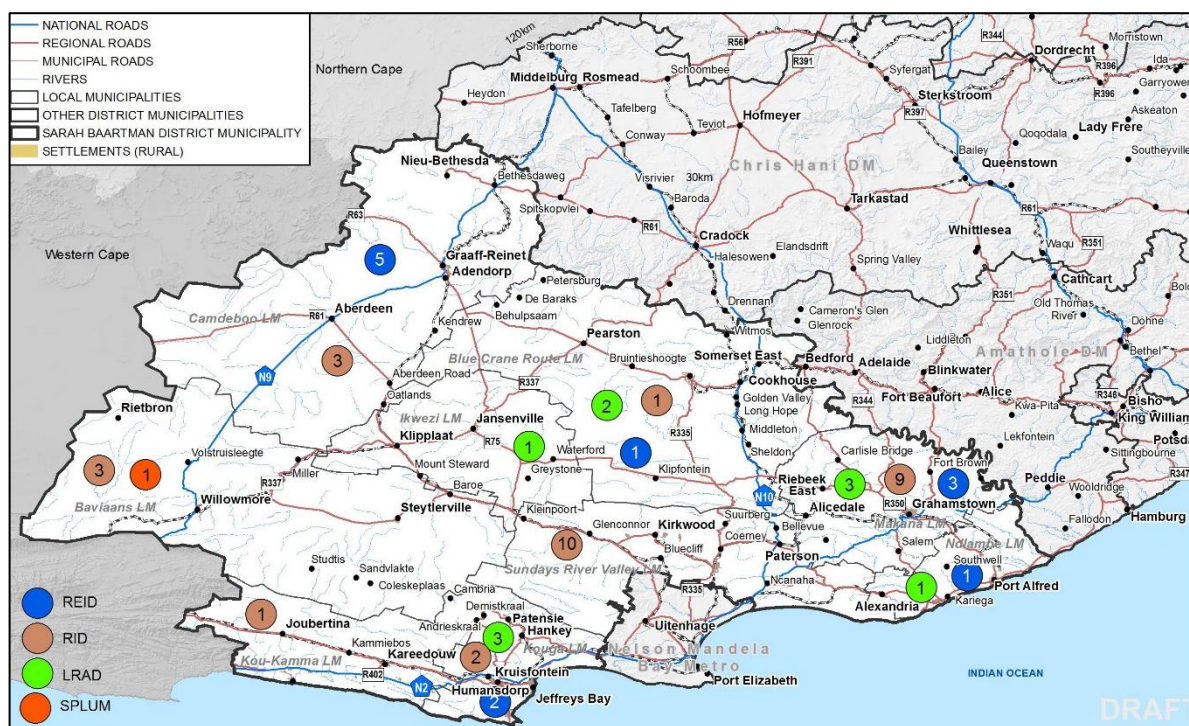 NATIONAL ROADS
REGIONAL ROADS
MUNICIPAL ROADS
RIVERS
LOCAL MUNICIPALITIES
OTHER DISTRICT MUNICIPALITIES
SARAH BAARTMAN DISTRICT MUNICIPALITY
SETTLEMENTS (RURAL)
Northern Cape
Western Cape
120km
Sherborne
R56
R391
R344
Morristown
Dordrecht
R396
Ida
Garryowen
R396
Middelburg
Rosmead
Schoombee
Syfergat
Heydon
Tafelberg
Sterkstroom
Askeaton
Teviot
Hofmeyer
R397
Conway
Qoqodala
Lady Frere
Nieu-Bethesda
Bethesdaweg
Chris Hani DM
Bailey
Southeyville
Queenstown
Visrivier
30km
Baroda
Spitskopvlei
R61
Tarkastad
R61
R63
Cradock
Whittlesea
R351
Elandsdrift
Waqu
5
Graaff-Reinet
Adendorp
Halesowen
Spring Valley
Cathcart
Petersburg
De Baraks
Behulpsaam
R351
Old Thomas
River
Drennan
Cameron's Glen
Glenrock
Camdeboo LM
R61
Aberdeen
Kendrew
Witmos
Dohne
Pearston
Liddleton
Amathole DM
Bethel
3
Blue Crane Route LM
Bruintieshoogte
Somerset East
Bedford
Adelaide
N9
Aberdeen Road
R337
Cookhouse
Blinkwater
Oatlands
Golden Valley
Long Hope
R344
Fort Beaufort
Alice
R346
Bisho
King William
Rietbron
Ikwezi LM
Jansenville
2
1
Kwa-Pita
Klipplaat
R75
1
Waterford
1
R335
Middleton
Lekfontein
Potsda
Volstruisleegte
Sheldon
Carlisle Bridge
Sittingbourne
3
1
Miller
Mount Steward
Greystone
Klipfontein
Fort Brown
R337
Baroe
N10
Riebeek
East
3
9
3
Peddie
Wooldridge
R347
Baviaans LM
Willowmore
Steytlerville
Kleinpoort
Suurberg
Alicedale
R350
Grahamstown
Hamburg
Glenconnor
Kirkwood
Bellevue
Makana LM
Fallodon
10
Bluecliff
Coerney
Paterson
Salem
Ndlambe LM
Studtis
Sandvlakte
Coleskeplaas
Sundays River Valley LM
Southwell
1
Port Alfred
Cambria
R335
Ncanaha
1
Kariega
Alexandria
REID
1
Demistkraal
Andrieskraal
Patensie
Uitenhage
RID
Joubertina
3
Hankey
Kammiebos
Kouga LM
Nelson Mandela
Bay Metro
LRAD
Kou-Kamma LM
Kareedouw
2
Kruisfontein
R402
N2
Humansdorp
Jeffreys Bay
Port Elizabeth
INDIAN OCEAN
SPLUM
2
DRAFT